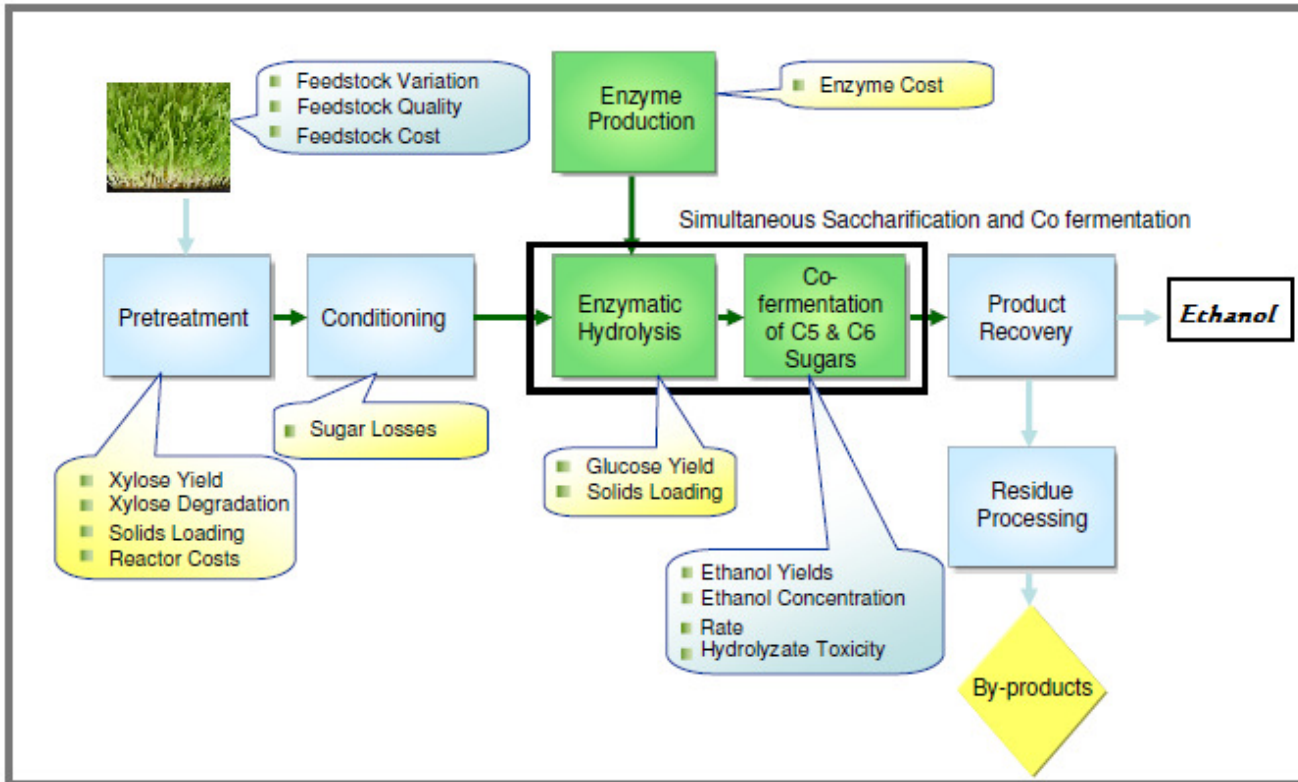 Feedstock Variation
Feedstock Quality
Feedstock Cost
Enzyme
Production
Enzyme Cost
Simultaneous Saccharification and Co fermentation
Pretreatment
Conditioning
Enzymatic
Hydrolysis
Co-
fermentation
of C5 & C6
Sugars
Product
Recovery
Ethanol
Sugar Losses
Xylose Yield
Xylose Degradation
Solids Loading
Reactor Costs
Glucose Yield
Solids Loading
Ethanol Yields
Ethanol Concentration
Rate
Hydrolyzate Toxicity
Residue
Processing
By-products